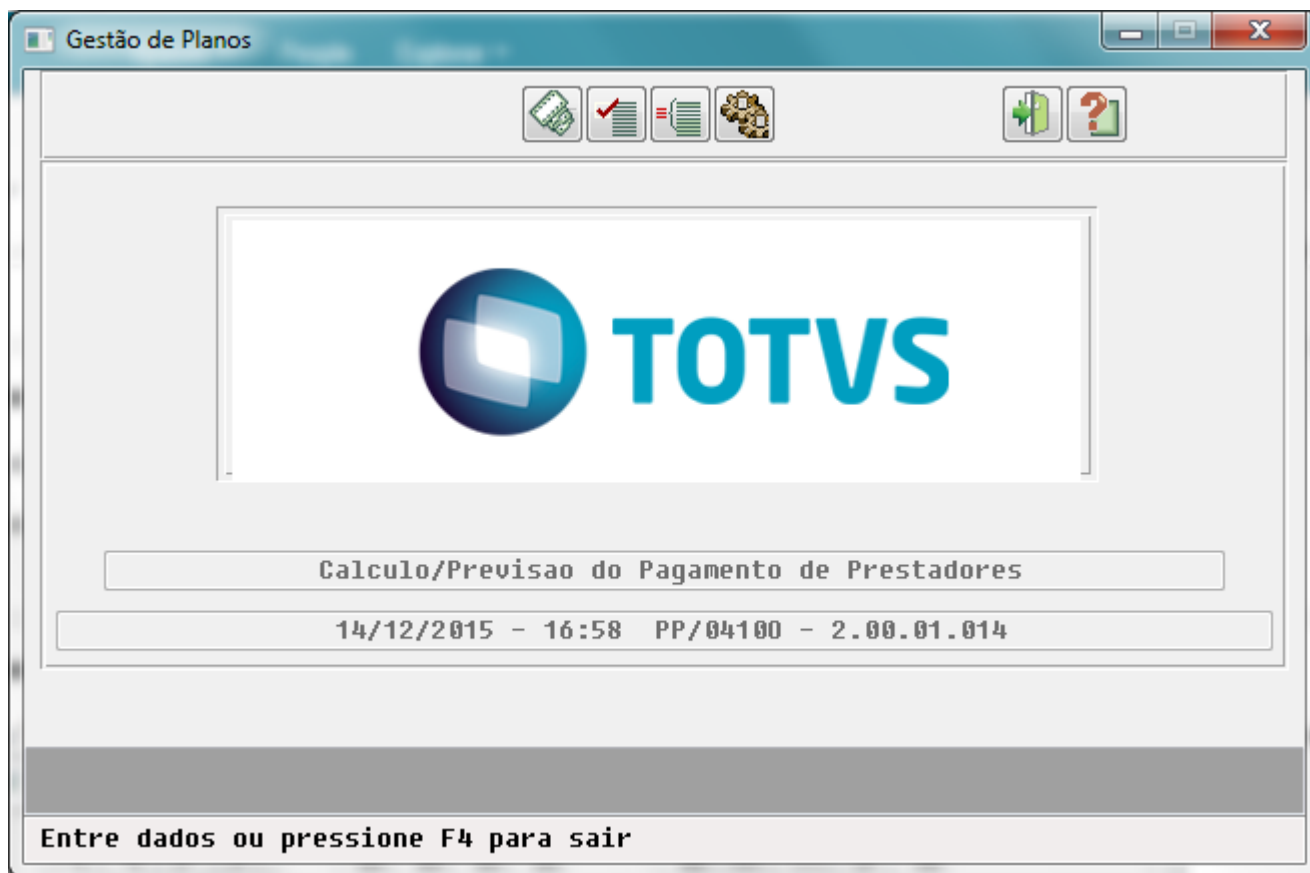 Gestão de Planos
TOTVS
Calculo/Previsao do Pagamento de Prestadores
14/12/2015 - 16:58 PP/0410O - 2.00.01.014
Entre dados ou pressione F4 para sair